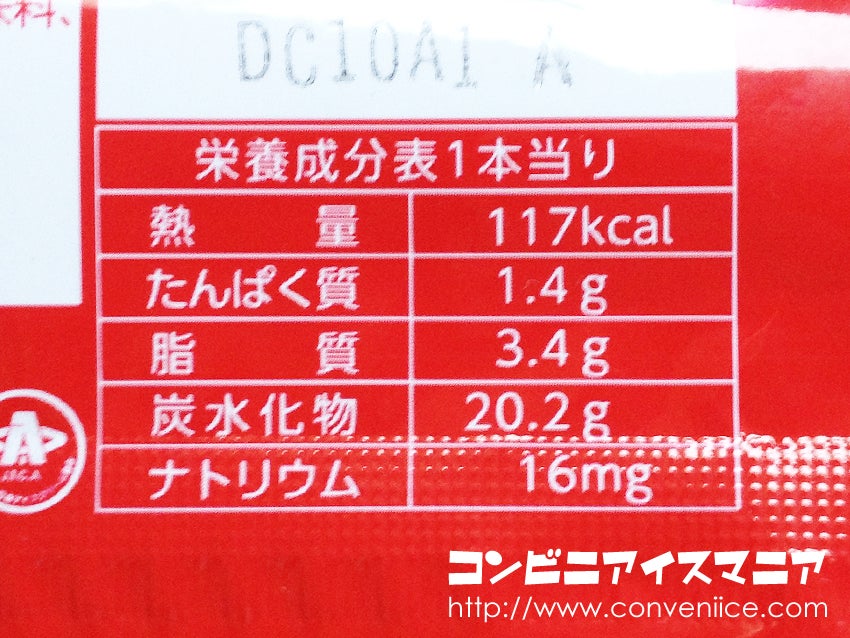 DC10A1 A
栄養成分表1本当り
熱量 117kcal
たんぱく質 1.4g
脂質 3.4g
炭水化物 20.2g
ナトリウム 16mg
コンビニアイスマニア
http://www.conveniice.com